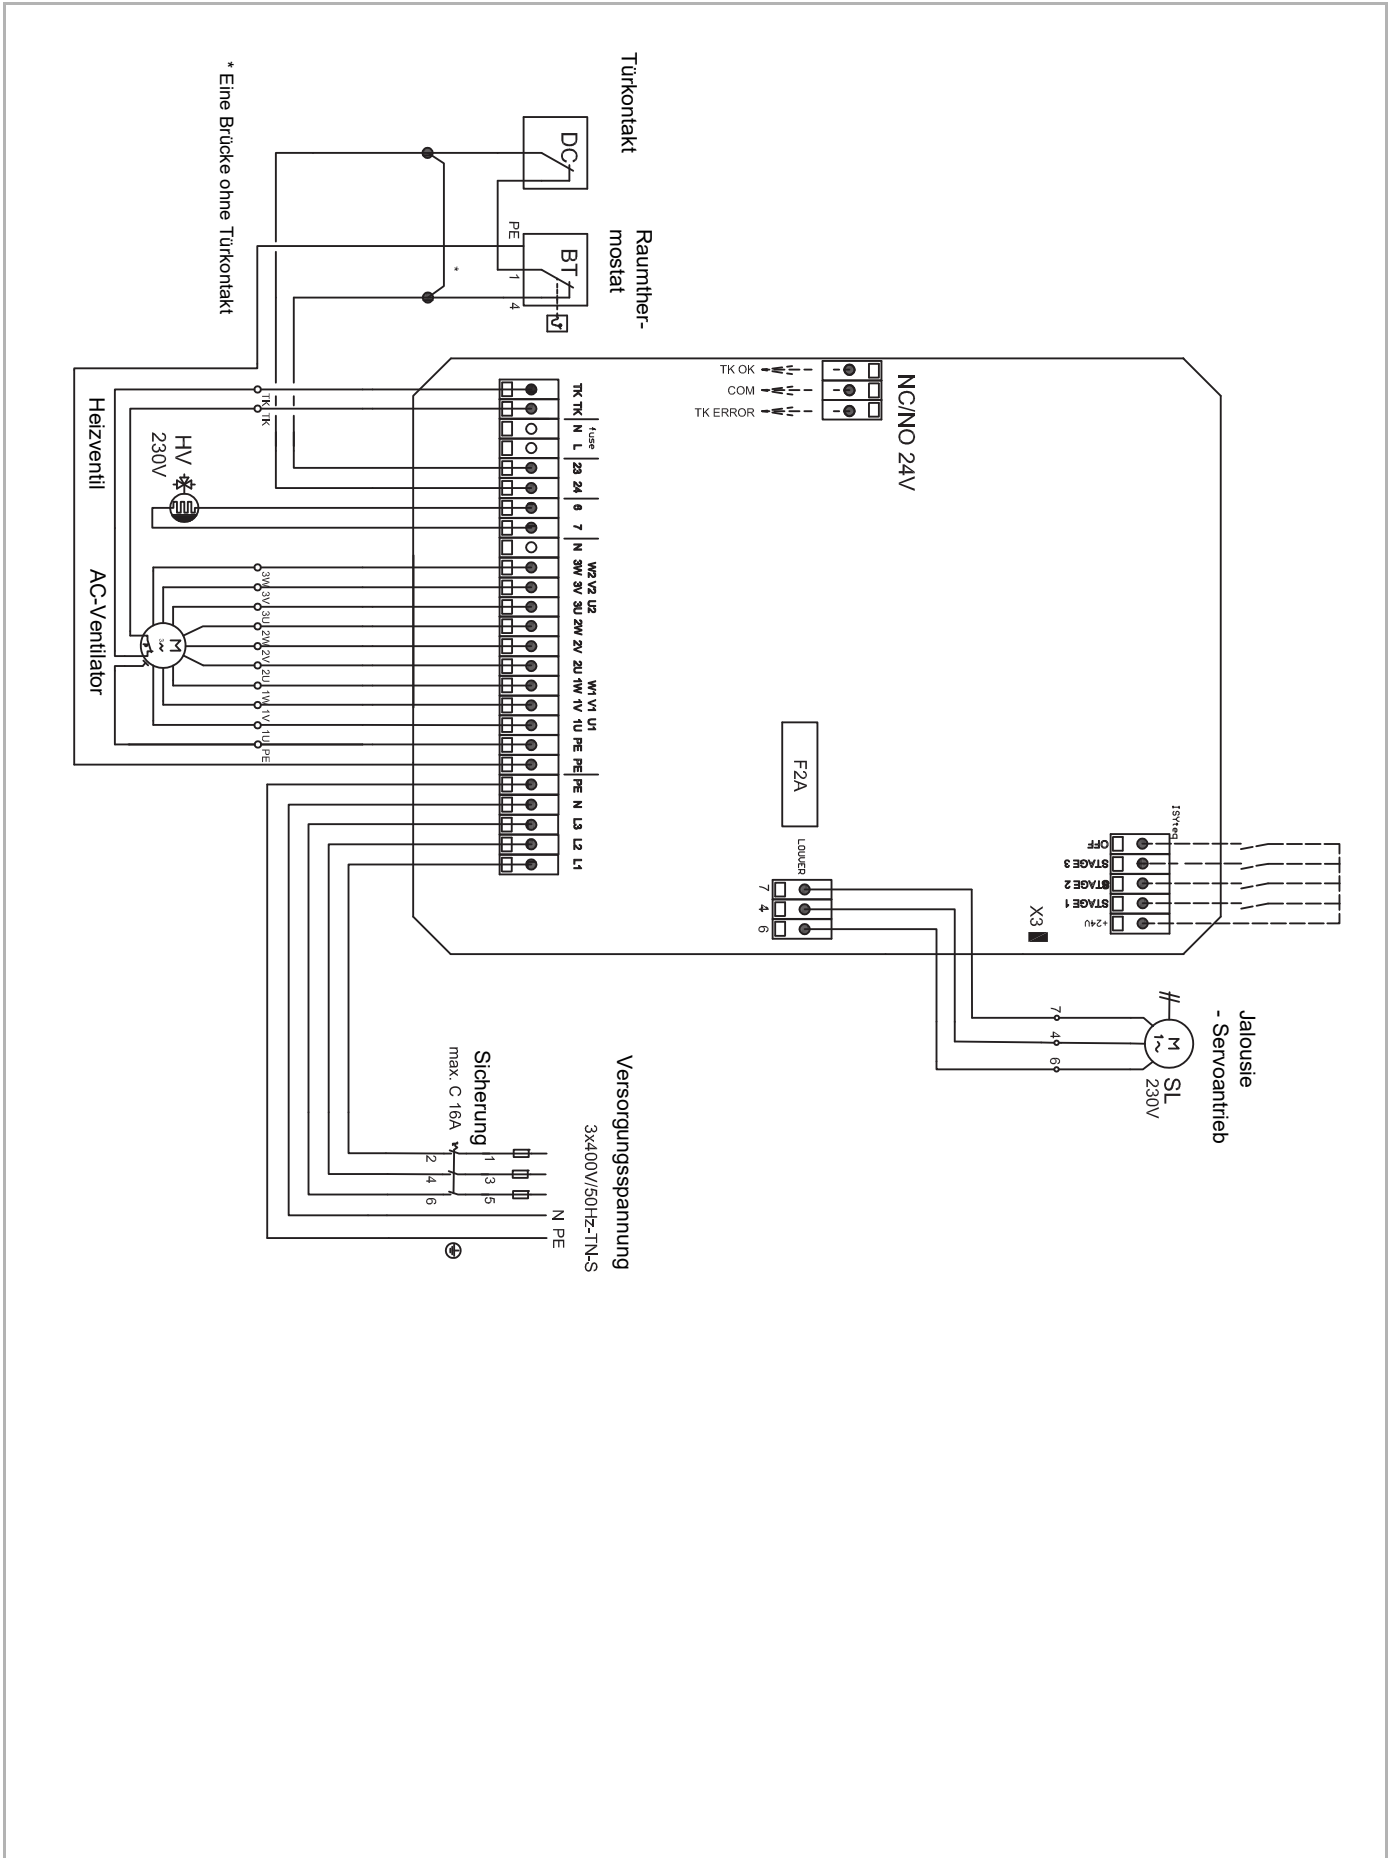 Türkontakt
DC
* Eine Brücke ohne Türkontakt
Raumther-
mostat
BT
PE
1
4
*
TK OK
COM
TK ERROR
NC/NO 24V
TK TK
N L
fuse
23 24
6 7
N
3W 3V 3U 2W 2V 2U 1W 1V 1U PE PE
W2 V2 U2
W1 V1 U1
PE N L3 L2 L1
TK TK
HV
230V
Heizventil
3W 3V 3U 2W 2V 2U 1W 1V 1U PE
M
3~
AC-Ventilator
F2A
LOUVER
7
4
6
ISYteq
OFF
STAGE 3
STAGE 2
STAGE 1
+24V
X3
Jalousie
- Servoantrieb
7
4
6
M
1~
SL
230V
Versorgungsspannung
3x400V/50Hz-TN-S
Sicherung
max. C 16A
2 1
4 3
6 5
N PE